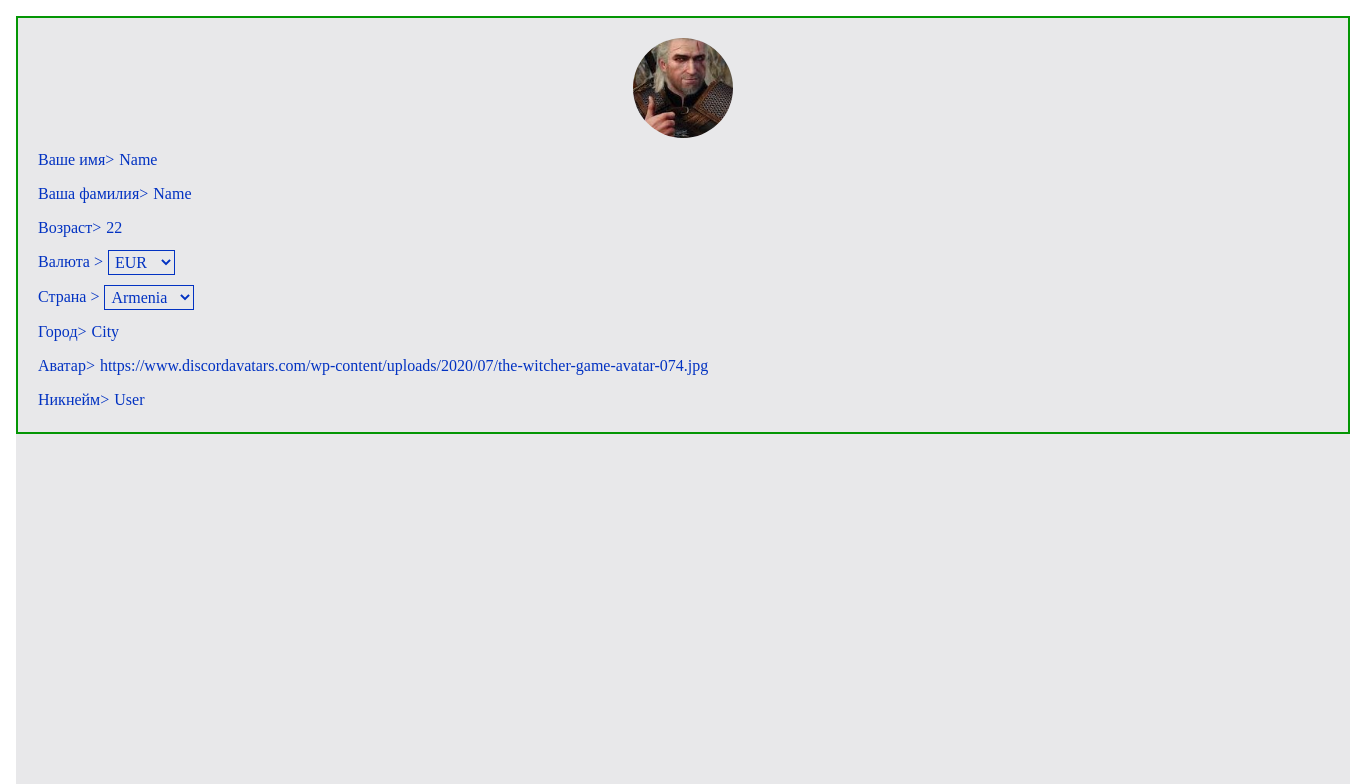 Ваше имя> Name
Ваша фамилия> Name
Возраст> 22
Валюта > EUR
Страна > Armenia
Город> City
Аватар> https://www.discordavatars.com/wp-content/uploads/2020/07/the-witcher-game-avatar-074.jpg
Никнейм> User